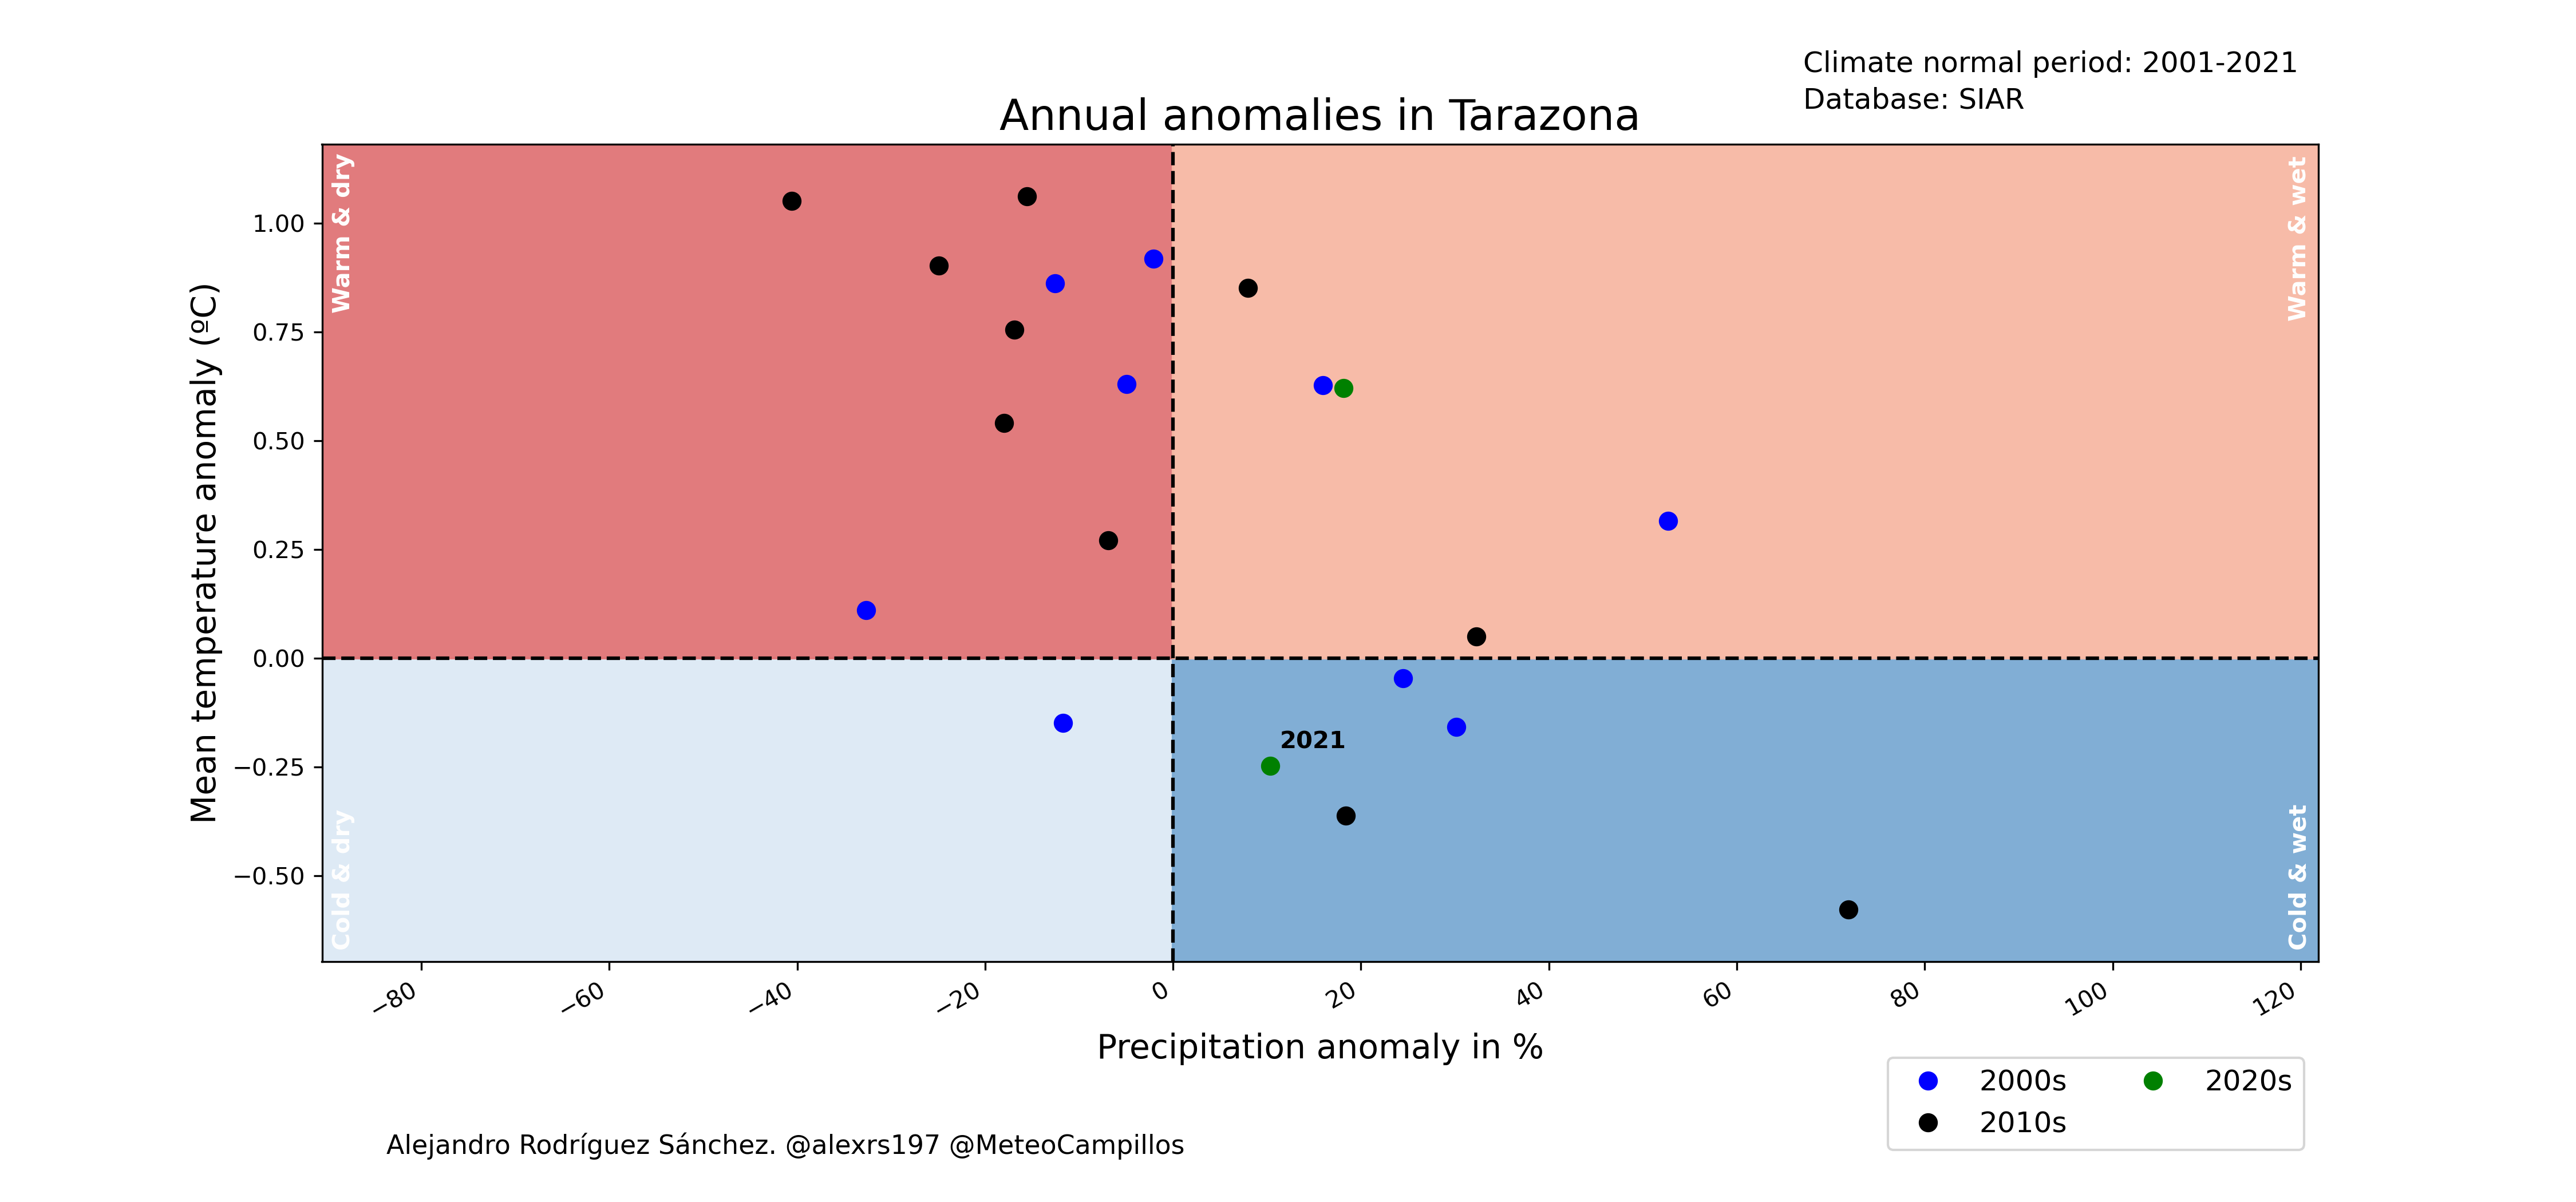 Climate normal period: 2001-2021
Database: SIAR
Annual anomalies in Tarazona
Warm & dry
Warm & wet
Mean temperature anomaly (ºC)
1.00
0.75
0.50
0.25
0.00
−0.25
−0.50
2021
Cold & dry
Cold & wet
−80
−60
−40
−20
0
20
40
60
80
100
120
Precipitation anomaly in %
2000s
2010s
2020s
Alejandro Rodríguez Sánchez. @alexrs197 @MeteoCampillos